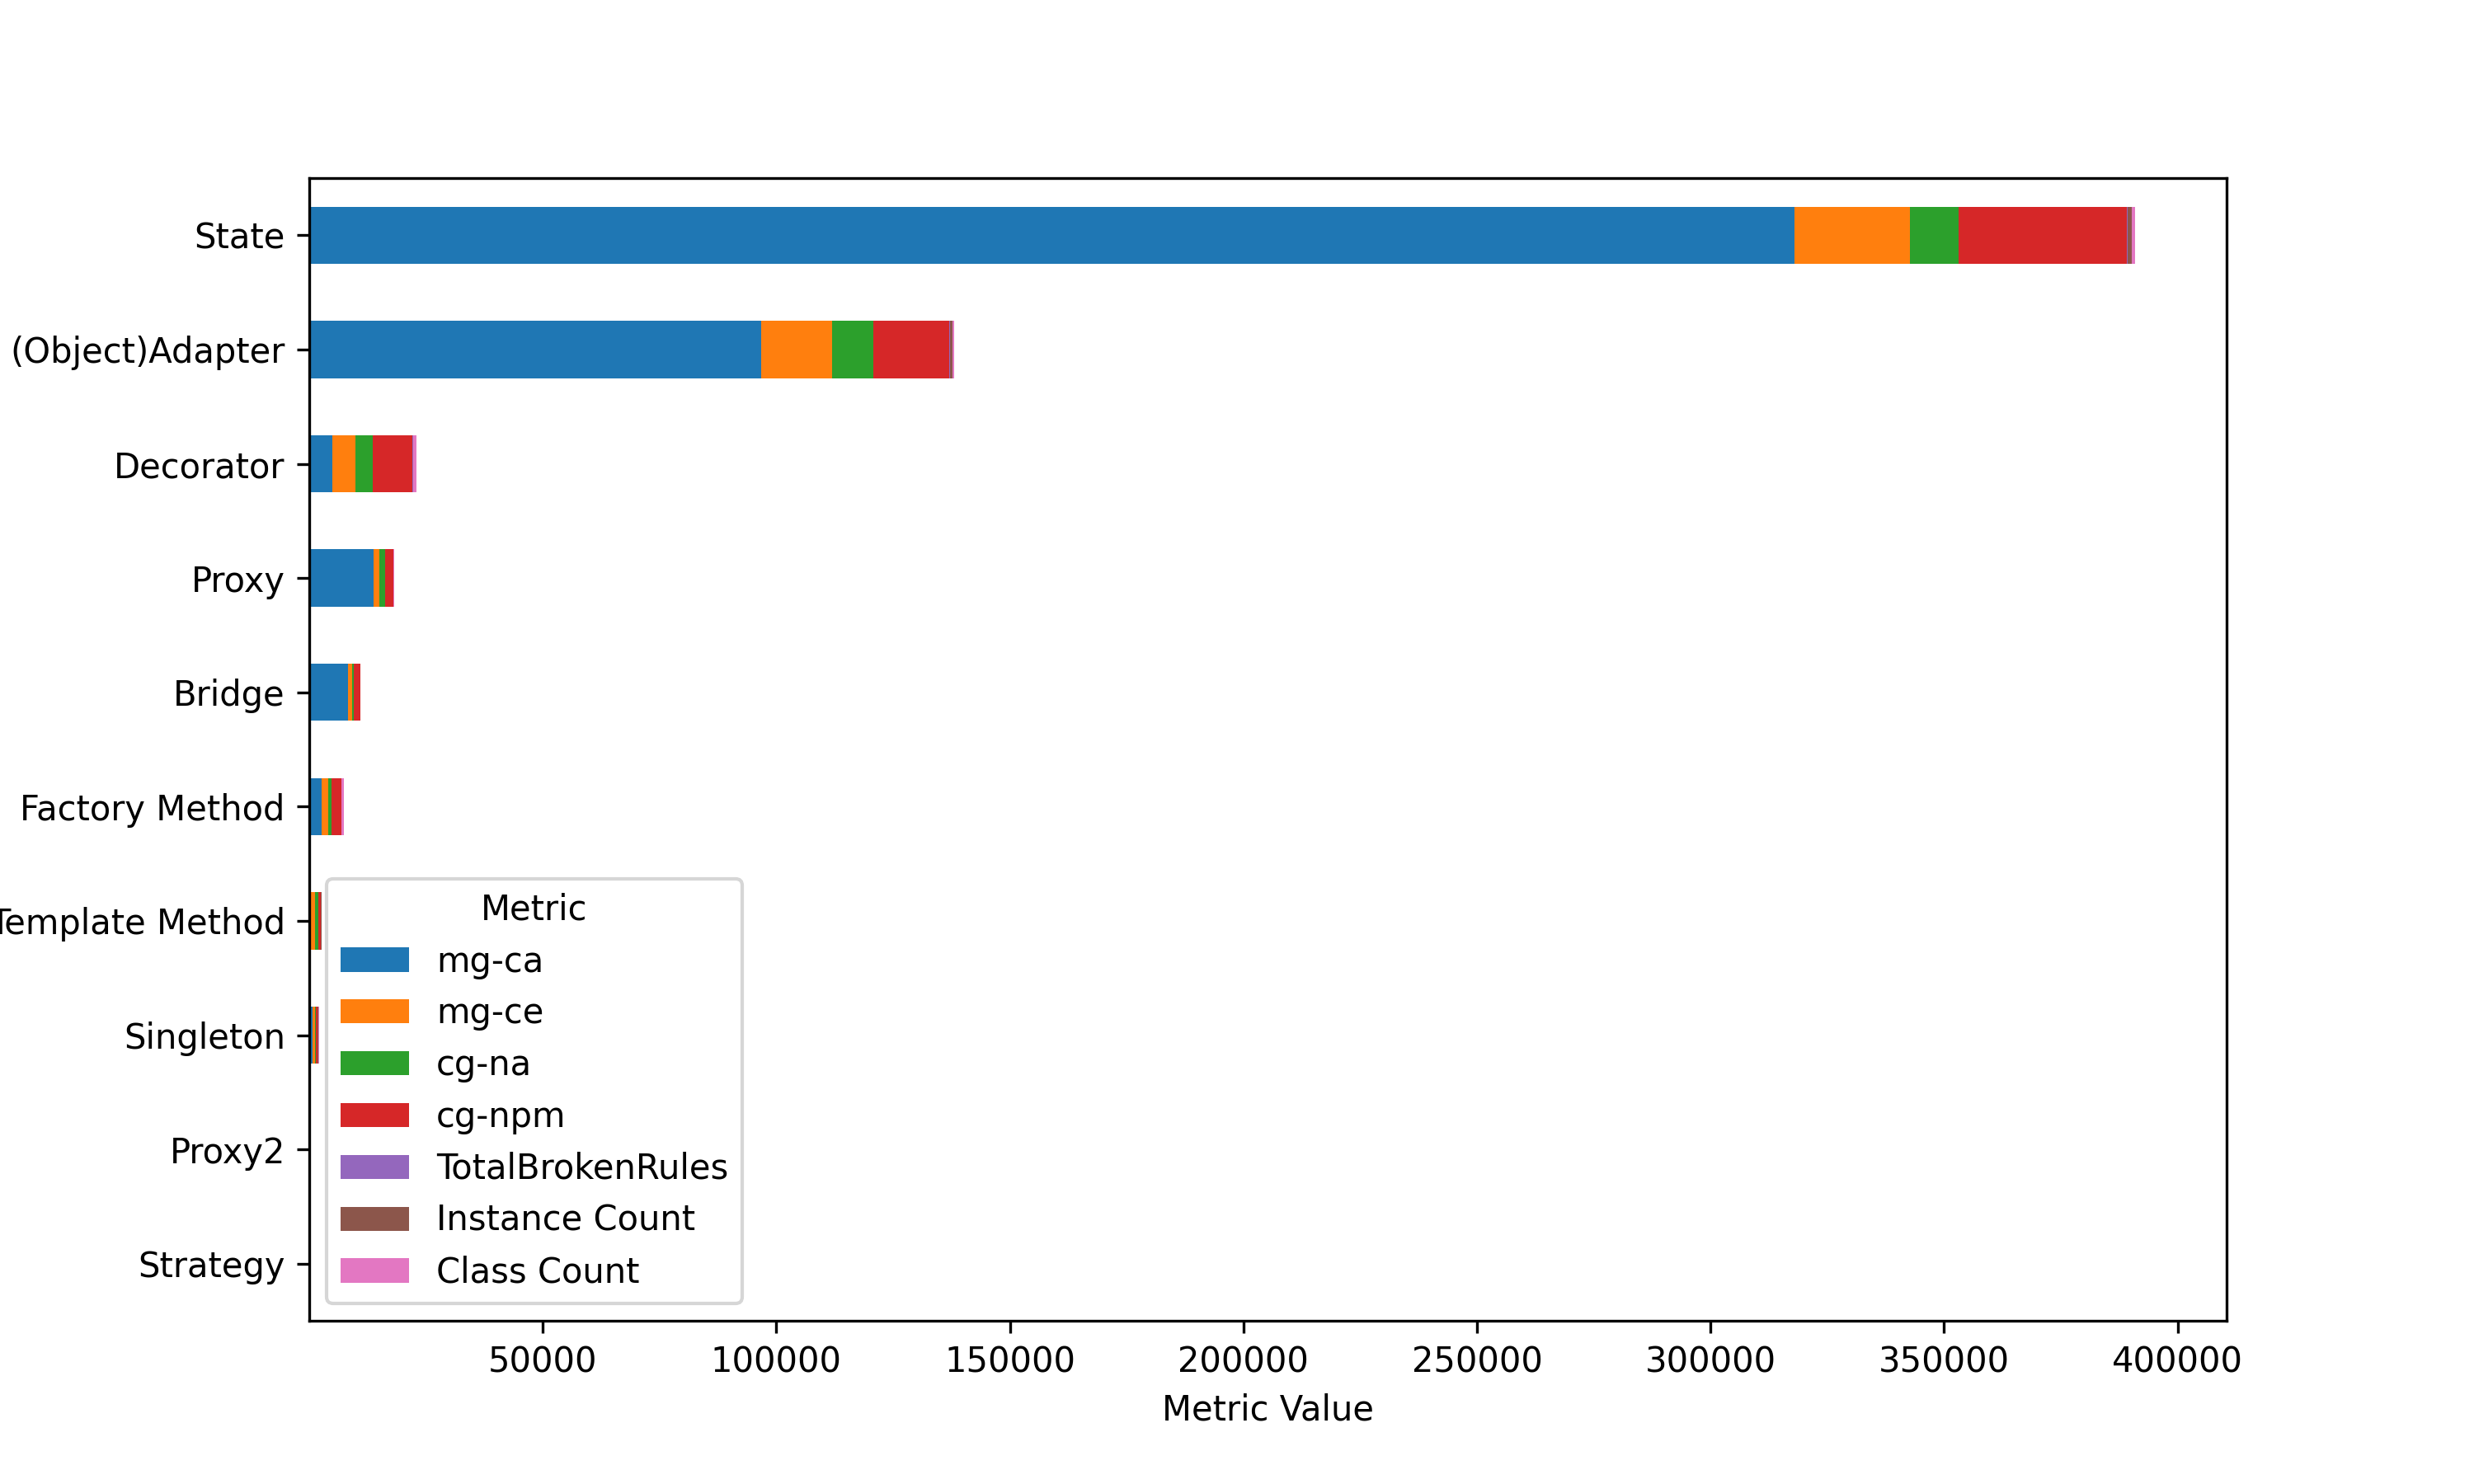 State
(Object)Adapter
Decorator
Proxy
Bridge
Factory Method
Template Method
Singleton
Proxy2
Strategy
Metric
mg-ca
mg-ce
cg-na
cg-npm
TotalBrokenRules
Instance Count
Class Count
50000 100000 150000 200000 250000 300000 350000 400000
Metric Value